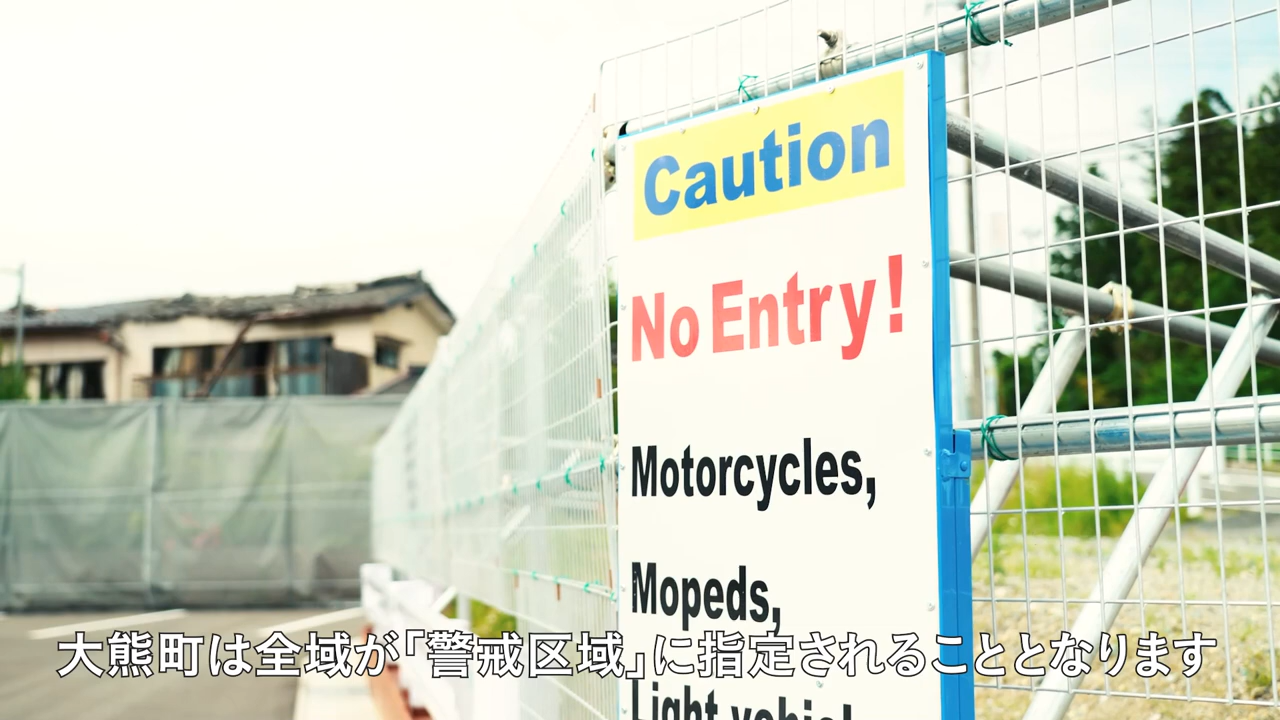 Caution
No Entry!
Motorcycles,
Mopeds,
Light
大熊町は全域が「警戒区域」に指定されることとなります